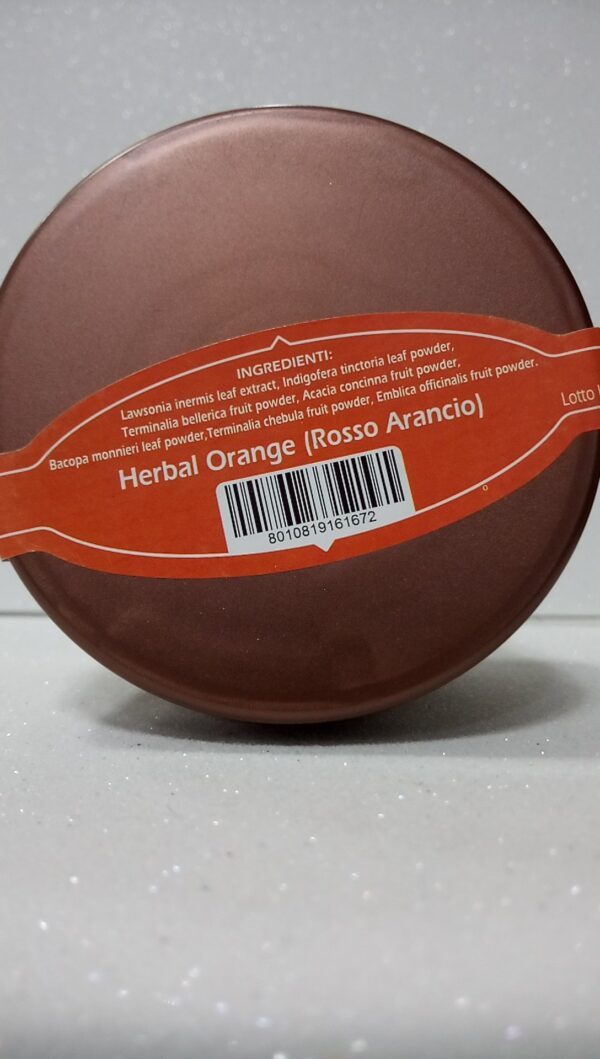 INGREDIENTI:
Lawsonia inermis leaf extract, Indigofera tinctoria leaf powder,
Terminalia bellerica fruit powder, Acacia concinna fruit powder,
Bacopa monnieri leaf powder,Terminalia chebula fruit powder, Emblica officinalis fruit powder.
Herbal Orange (Rosso Arancio)
8010819161672
Lotto